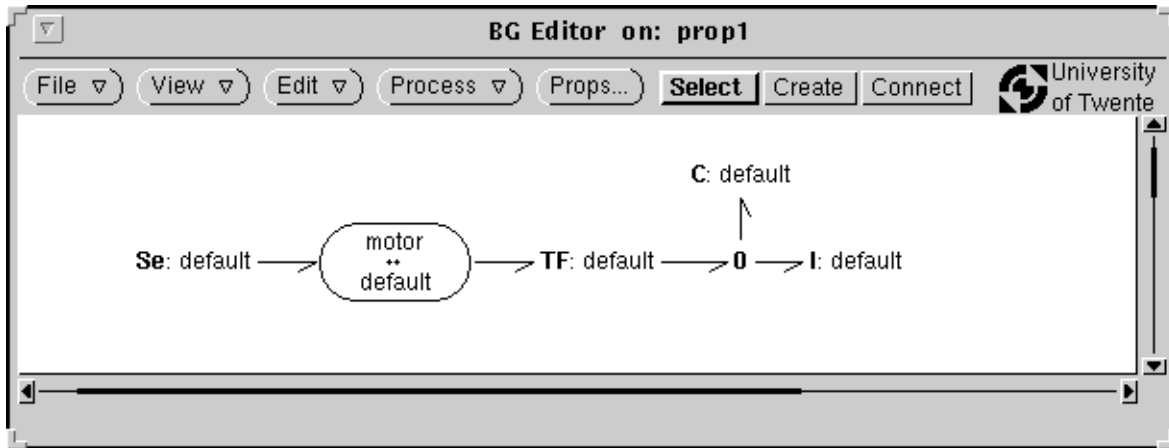 BG Editor on: prop1
File View Edit Process Props... Select Create Connect
University
of Twente
C: default
motor
Se: default
TF: default
0
I: default
default